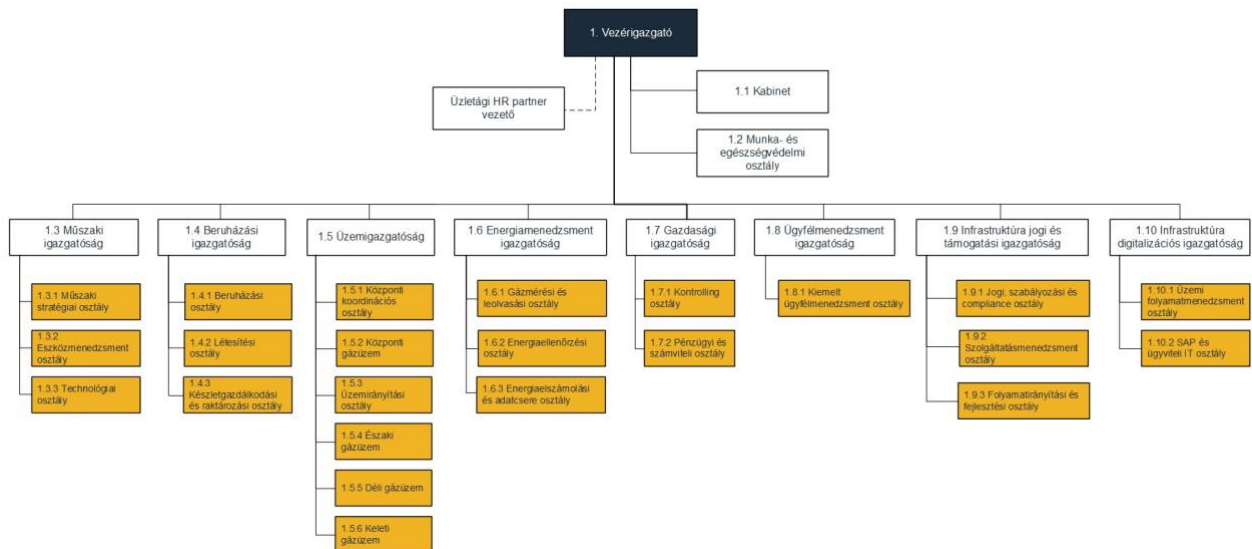 1. Vezérigazgató
Üzletági HR partner
vezető
1.1 Kabinet
1.2 Munka- és
egészségvédelmi
osztály
1.3 Műszaki
igazgatóság
1.4 Beruházási
igazgatóság
1.5 Üzemigazgatóság
1.6 Energiamenedzsment
igazgatóság
1.7 Gazdasági
igazgatóság
1.8 Ügyfélmenedzsment
igazgatóság
1.9 Infrastruktúra jogi és
támogatási igazgatóság
1.10 Infrastruktúra
digitalizációs igazgatóság
1.3.1 Műszaki
stratégiai osztály
1.3.2
Eszközmenedzsment
osztály
1.3.3 Technológiai
osztály
1.4.1 Beruházási
osztály
1.4.2 Létesítési
osztály
1.4.3
Készletgazdálkodási
és raktározási osztály
1.5.1 Központi
koordinációs
osztály
1.5.2 Központi
gázüzem
1.5.3
Üzemirányítási
osztály
1.5.4 Északi
gázüzem
1.5.5 Déli gázüzem
1.5.6 Keleti
gázüzem
1.6.1 Gázmérési és
leolvasási osztály
1.6.2 Energiaellenőrzési
osztály
1.6.3 Energiaelszámolási
és adatcsere osztály
1.7.1 Kontrolling
osztály
1.7.2 Pénzügyi és
számviteli osztály
1.8.1 Kiemelt
ügyfélmenedzsment osztály
1.9.1 Jogi, szabályozási és
compliance osztály
1.9.2
Szolgáltatásmenedzsment
osztály
1.9.3 Folyamatirányítási és
fejlesztési osztály
1.10.1 Üzemi
folyamatmenedzsment
osztály
1.10.2 SAP és
ügyviteli IT osztály